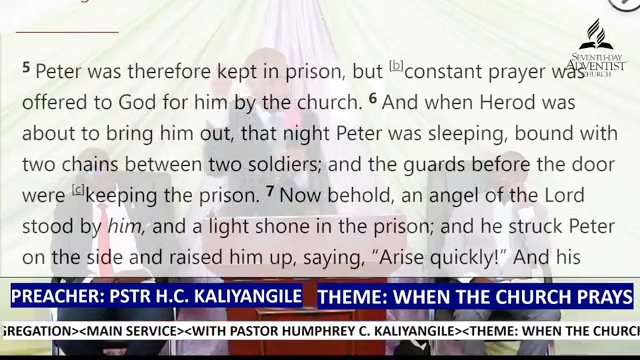 SEVENTH-DAY
ADVENTIST
CHURCH
5 Peter was therefore kept in prison, but [b]constant prayer was
offered to God for him by the church. 6 And when Herod was
about to bring him out, that night Peter was sleeping, bound with
two chains between two soldiers; and the guards before the door
were [c]keeping the prison. 7 Now behold, an angel of the Lord
stood by him, and a light shone in the prison; and he struck Peter
on the side and raised him up, saying, “Arise quickly!” And his
PREACHER: PSTR H.C. KALIYANGILE THEME: WHEN THE CHURCH PRAYS
GREGATION><MAIN SERVICE><WITH PASTOR HUMPHREY C. KALIYANGILE><THEME: WHEN THE CHURC